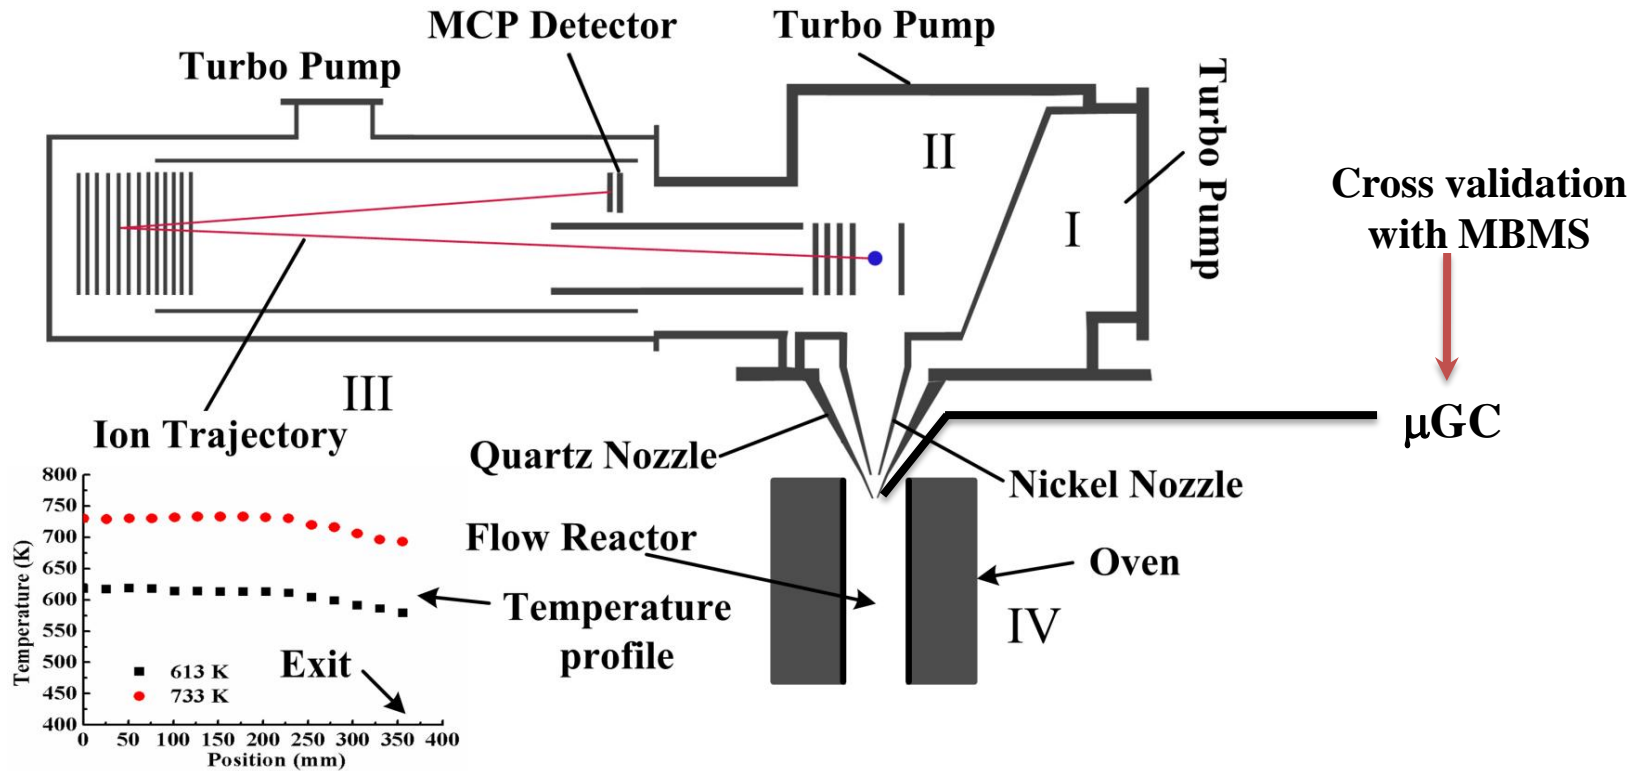 MCP Detector
Turbo Pump
Turbo Pump
Turbo Pump
II
I
Cross validation
with MBMS
III
Ion Trajectory
μGC
Quartz Nozzle
Nickel Nozzle
Flow Reactor
Oven
Temperature
profile
IV
Exit
800
750
700
650
600
550
500
450
400
Temperature (K)
613 K
733 K
0 50 100 150 200 250 300 350 400
Position (mm)